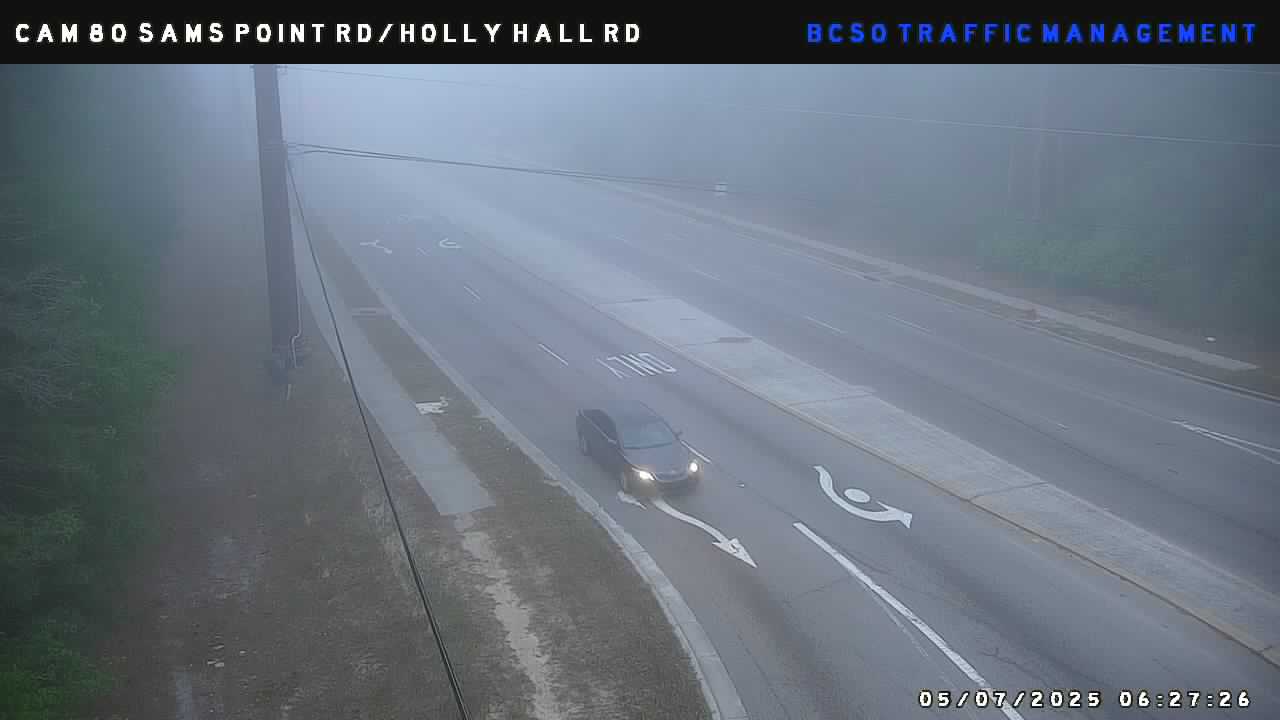 CAM 80 SAMS POINT RD/HOLLY HALL RD
BCSO TRAFFIC MANAGEMENT
ONLY
05/07/2025 06:27:26